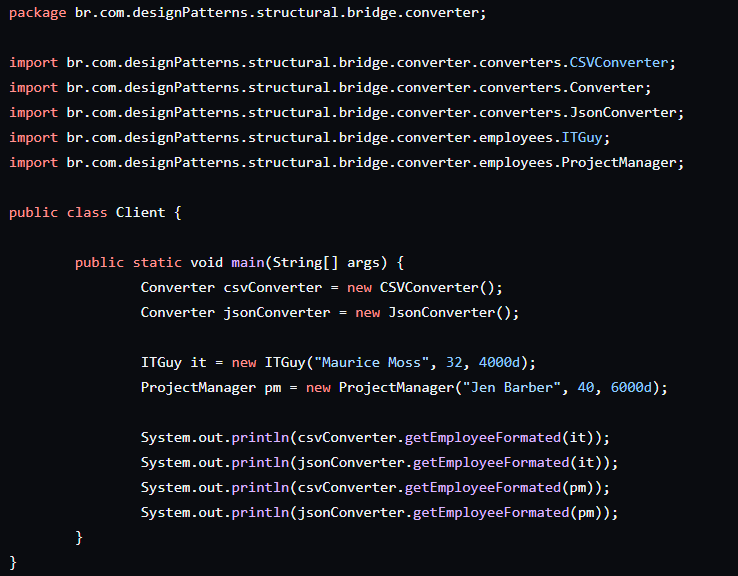 package br.com.designPatterns.structural.bridge.converter;
import br.com.designPatterns.structural.bridge.converter.converters.CSVConverter;
import br.com.designPatterns.structural.bridge.converter.converters.Converter;
import br.com.designPatterns.structural.bridge.converter.converters.JsonConverter;
import br.com.designPatterns.structural.bridge.converter.employees.ITGuy;
import br.com.designPatterns.structural.bridge.converter.employees.ProjectManager;
public class Client {
public static void main(String[] args) {
Converter csvConverter = new CSVConverter();
Converter jsonConverter = new JsonConverter();
ITGuy it = new ITGuy("Maurice Moss", 32, 4000d);
ProjectManager pm = new ProjectManager("Jen Barber", 40, 6000d);
System.out.println(csvConverter.getEmployeeFormated(it));
System.out.println(jsonConverter.getEmployeeFormated(it));
System.out.println(csvConverter.getEmployeeFormated(pm));
System.out.println(jsonConverter.getEmployeeFormated(pm));
}
}